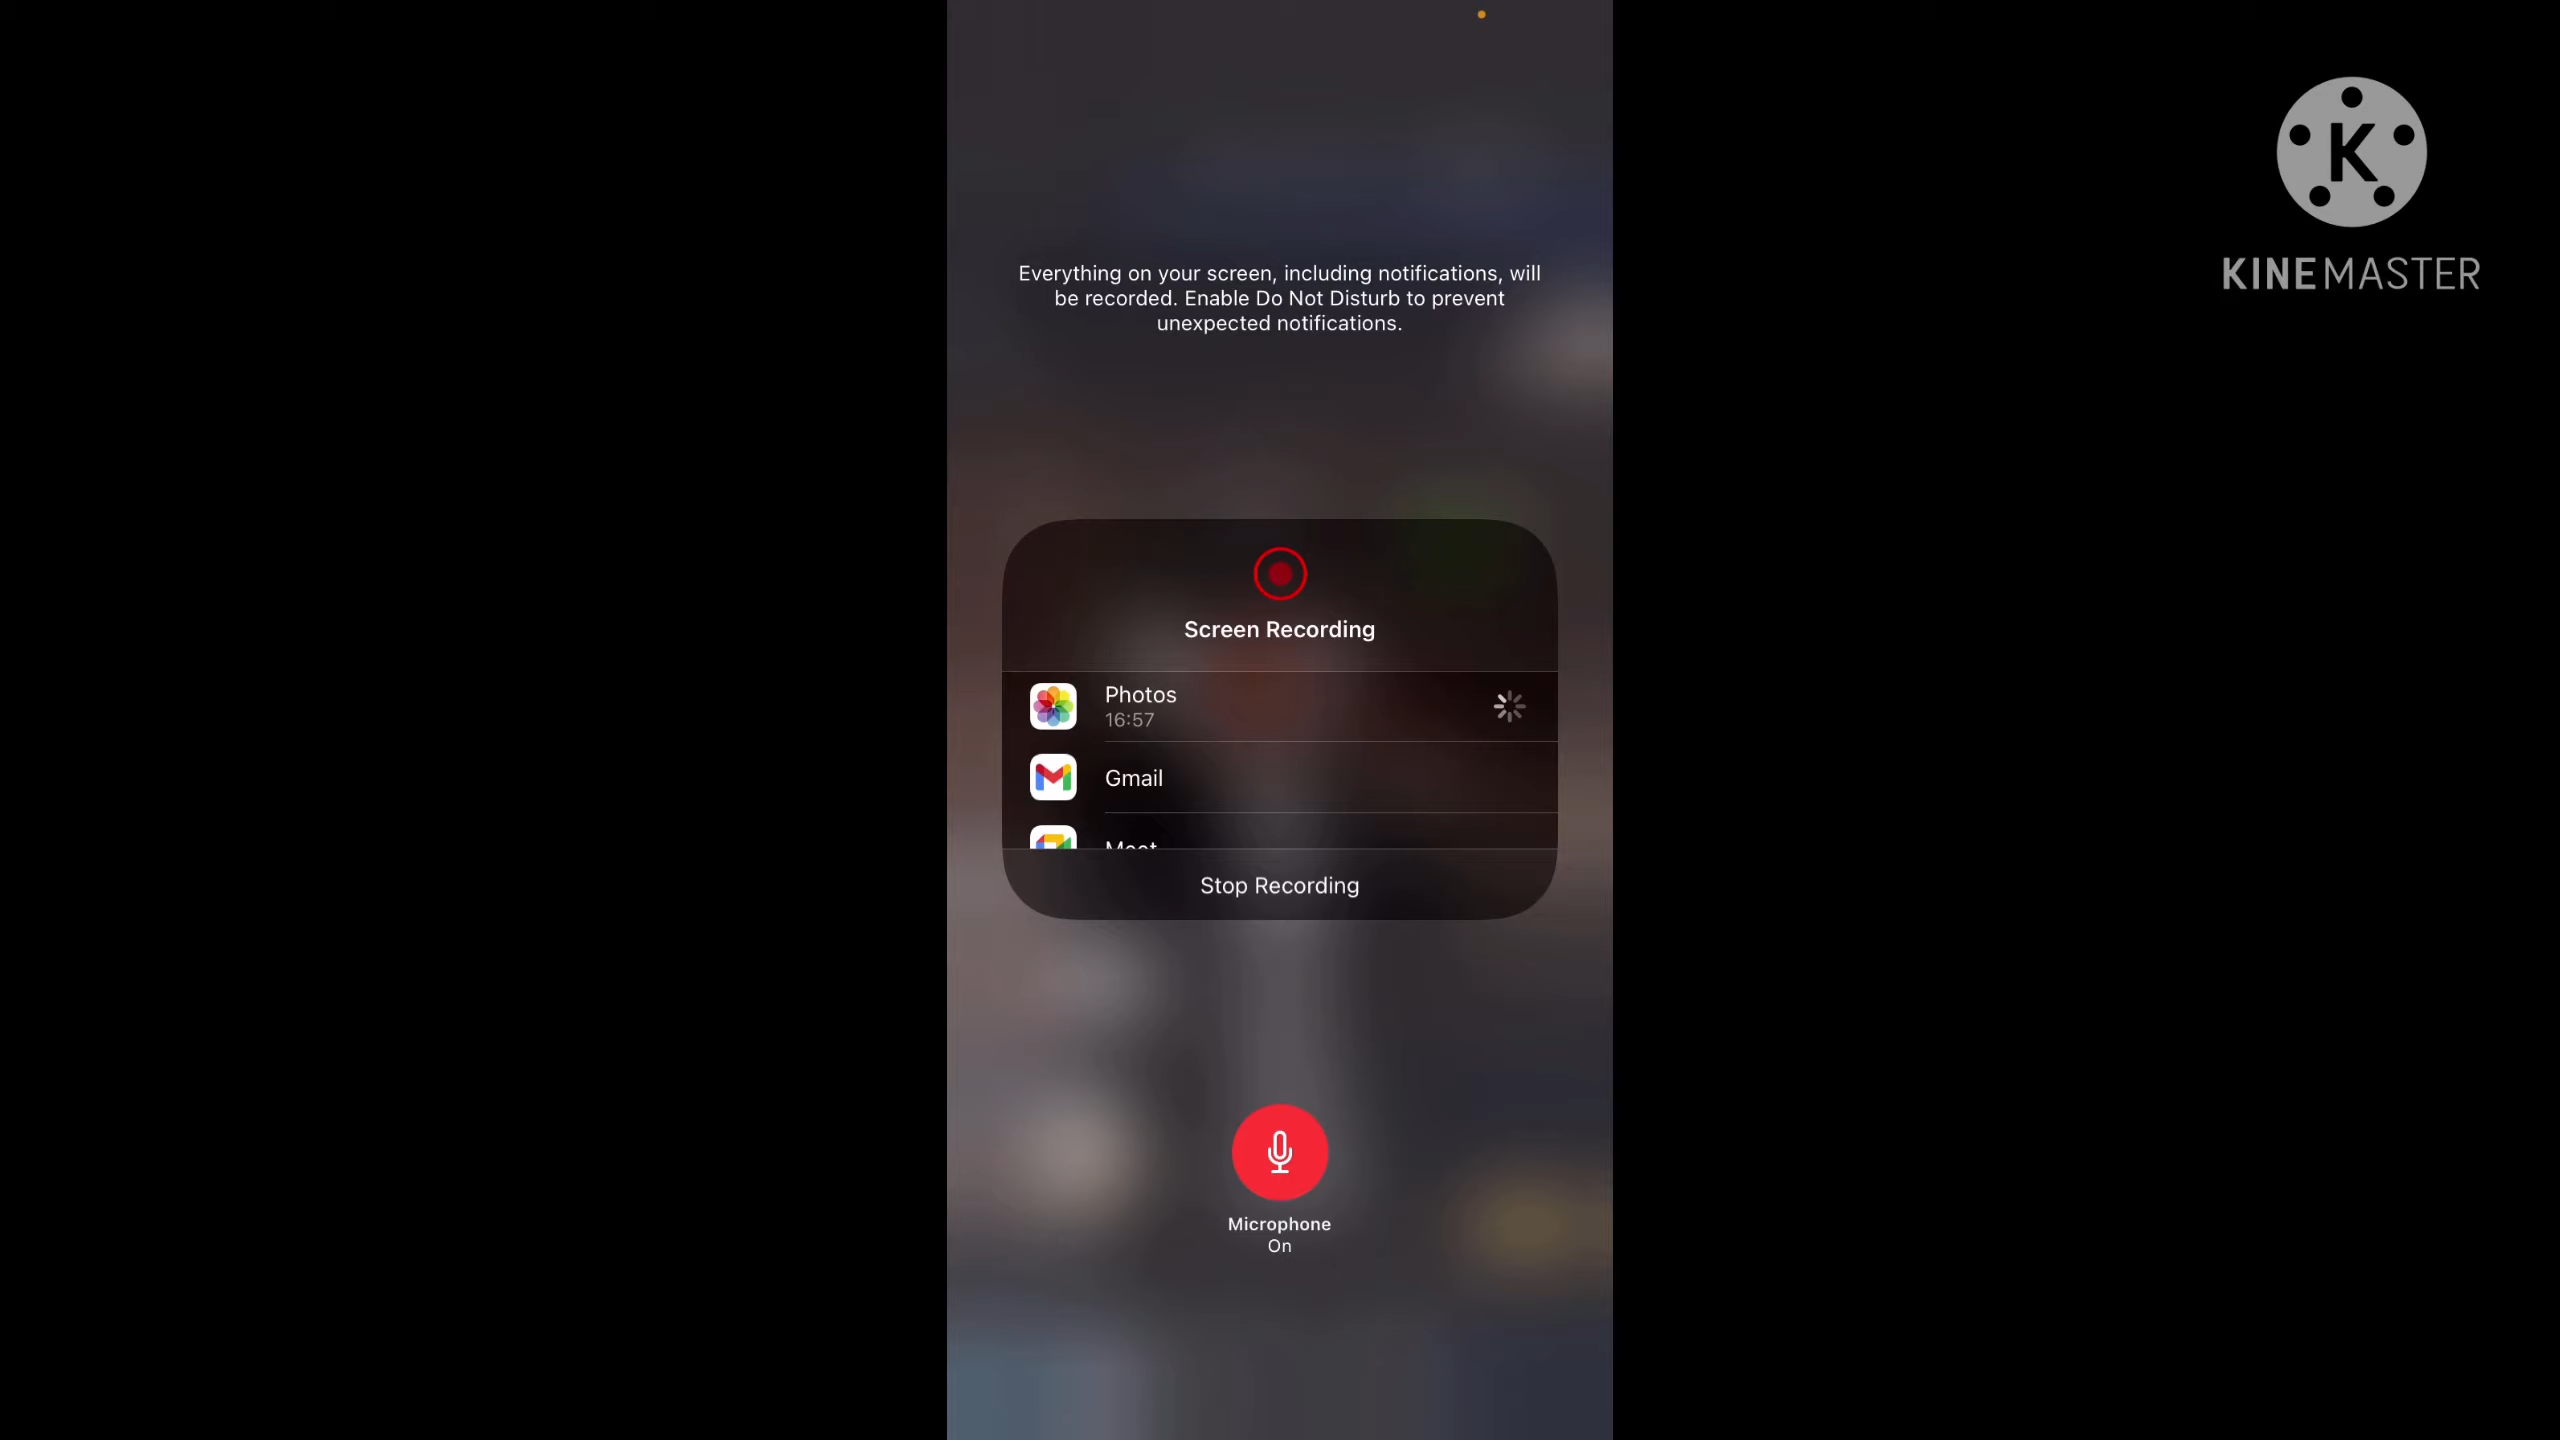 K
KINEMASTER
Everything on your screen, including notifications, will
be recorded. Enable Do Not Disturb to prevent
unexpected notifications.
Screen Recording
Photos
16:57
Gmail
Meet
Stop Recording
Microphone
On